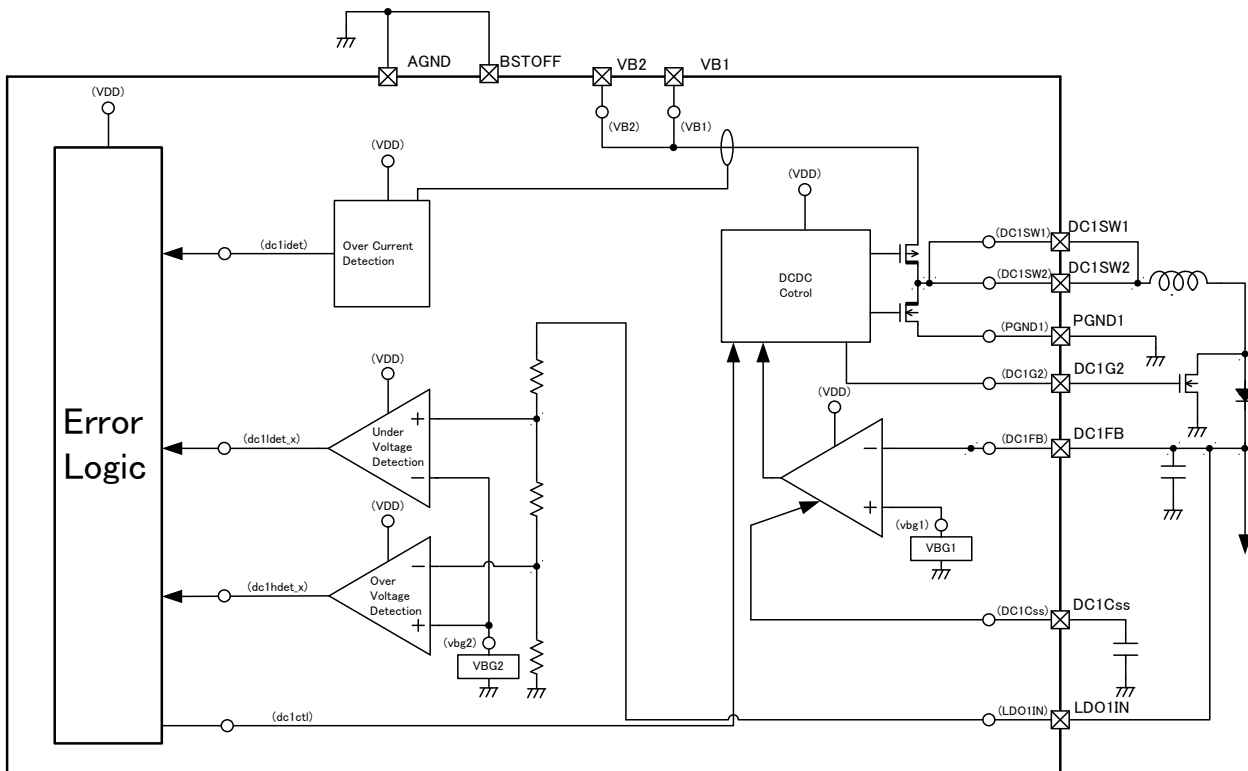 AGND
BSTOFF
VB2
VB1
(VDD)
(VB2)
(VB1)
(VDD)
(VDD)
Over Current
Detection
(dc1idet)
DCDC
Cotrol
(DC1SW1)
DC1SW1
(DC1SW2)
DC1SW2
(PGND1)
PGND1
(DC1G2)
DC1G2
(VDD)
(VDD)
Error
Logic
+
Under
Voltage
Detection
−
(dc1ldet_x)
−
+
(DC1FB)
DC1FB
(vbg1)
VBG1
(VDD)
−
Over
Voltage
Detection
+
(dc1hdet_x)
(vbg2)
VBG2
(DC1Css)
DC1Css
(dc1ctl)
(LDO1IN)
LDO1IN